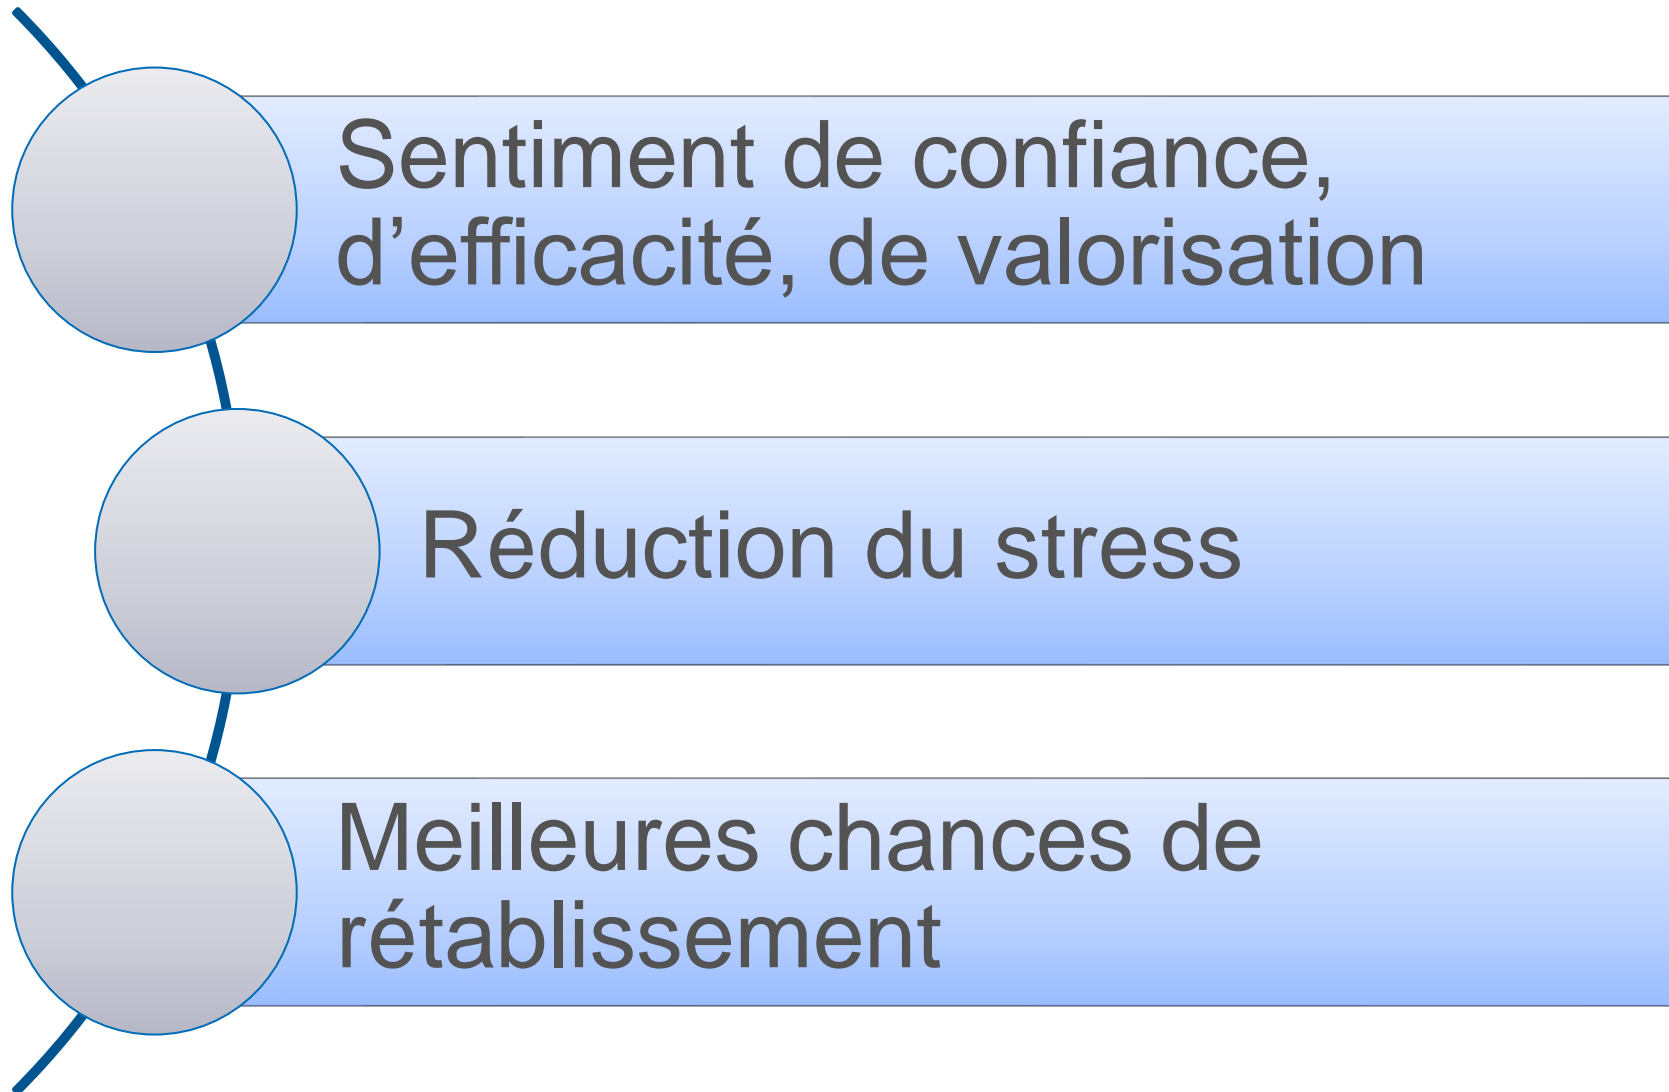 Sentiment de confiance,
d’efficacité, de valorisation
Réduction du stress
Meilleures chances de
rétablissement